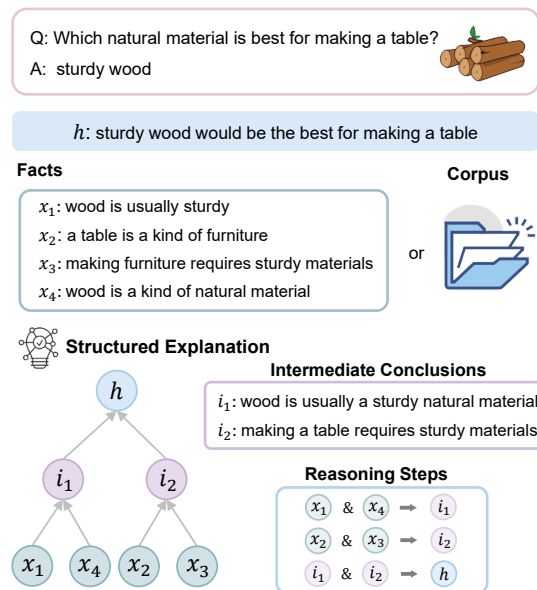 Q: Which natural material is best for making a table?
A: sturdy wood
h: sturdy wood would be the best for making a table
Facts
x₁: wood is usually sturdy
x₂: a table is a kind of furniture
x₃: making furniture requires sturdy materials
x₄: wood is a kind of natural material
or
Corpus
Structured Explanation
h
i₁ i₂
x₁ x₄ x₂ x₃
Intermediate Conclusions
i₁: wood is usually a sturdy natural material
i₂: making a table requires sturdy materials
Reasoning Steps
x₁ & x₄ → i₁
x₂ & x₃ → i₂
i₁ & i₂ → h